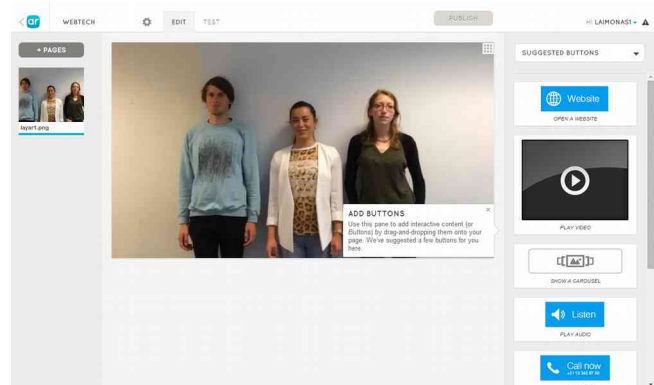 ar
WEBTECH
EDIT
TEST
PUBLISH
HI LAIMONAS!
+ PAGES
layar1.png
ADD BUTTONS
Use this pane to add interactive content (or
Buttons) by drag-and-dropping them onto your
page. We've suggested a few buttons for you
here.
SUGGESTED BUTTONS
Website
OPEN A WEBSITE
PLAY VIDEO
SHOW A CAROUSEL
Listen
PLAY AUDIO
Call now